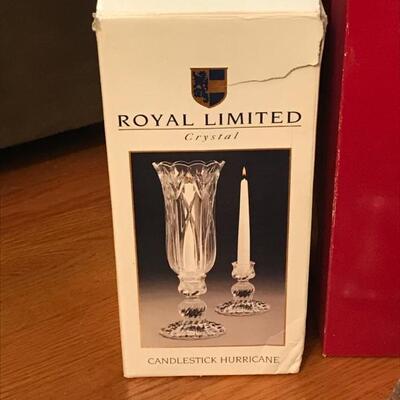 ROYAL LIMITED
Crystal
CANDLESTICK HURRICANE